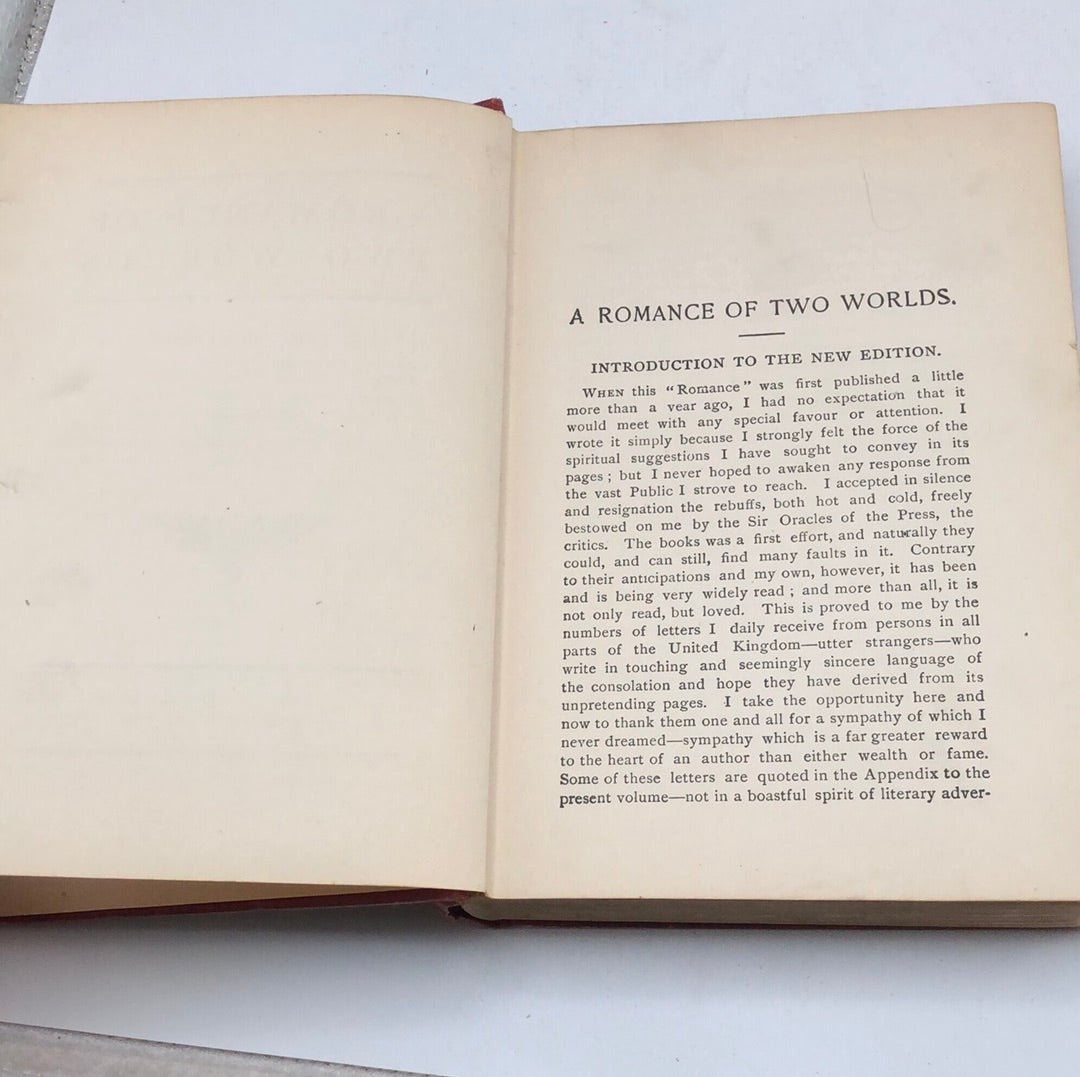 A ROMANCE OF TWO WORLDS.
INTRODUCTION TO THE NEW EDITION.
WHEN this "Romance" was first published a little
more than a year ago, I had no expectation that it
would meet with any special favour or attention. I
wrote it simply because I strongly felt the force of the
spiritual suggestions I have sought to convey in its
pages; but I never hoped to awaken any response from
the vast Public I strove to reach. I accepted in silence
and resignation the rebuffs, both hot and cold, freely
bestowed on me by the Sir Oracles of the Press, the
critics. The books was a first effort, and naturally they
could, and can still, find many faults in it. Contrary
to their anticipations and my own, however, it has been
and is being very widely read; and more than all, it is
not only read, but loved. This is proved to me by the
numbers of letters I daily receive from persons in all
parts of the United Kingdom—utter strangers—who
write in touching and seemingly sincere language of
the consolation and hope they have derived from its
unpretending pages. I take the opportunity here and
now to thank them one and all for a sympathy of which I
never dreamed—sympathy which is a far greater reward
to the heart of an author than either wealth or fame.
Some of these letters are quoted in the Appendix to the
present volume—not in a boastful spirit of literary adver-